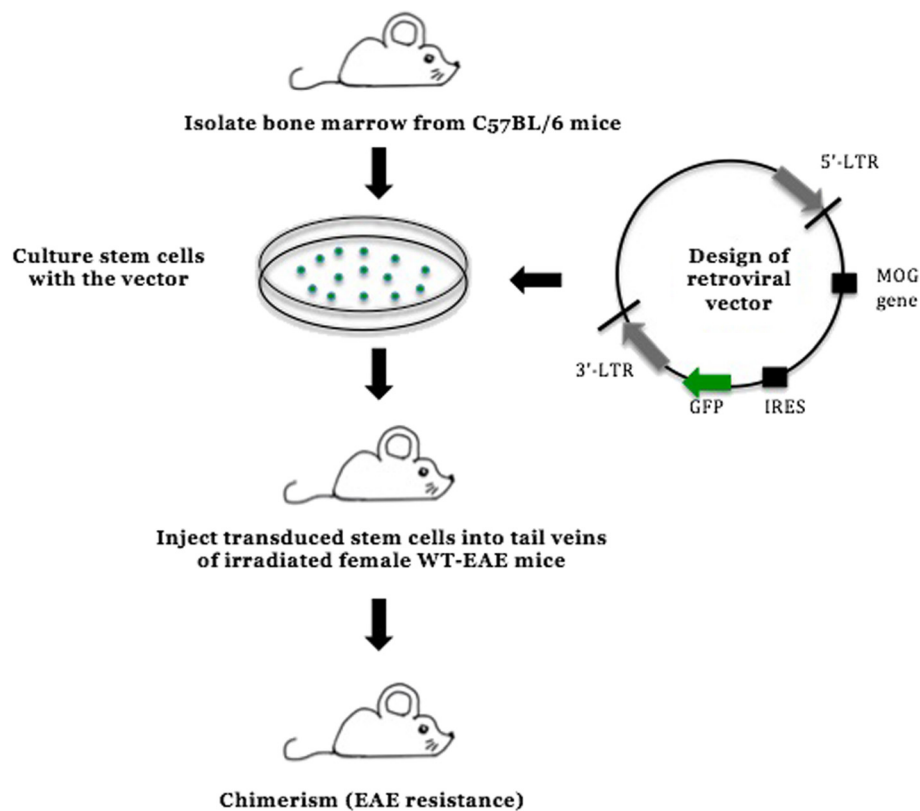 Isolate bone marrow from C57BL/6 mice
Culture stem cells
with the vector
Design of
retroviral
vector
5'-LTR
MOG
gene
IRES
GFP
3'-LTR
Inject transduced stem cells into tail veins
of irradiated female WT-EAE mice
Chimerism (EAE resistance)